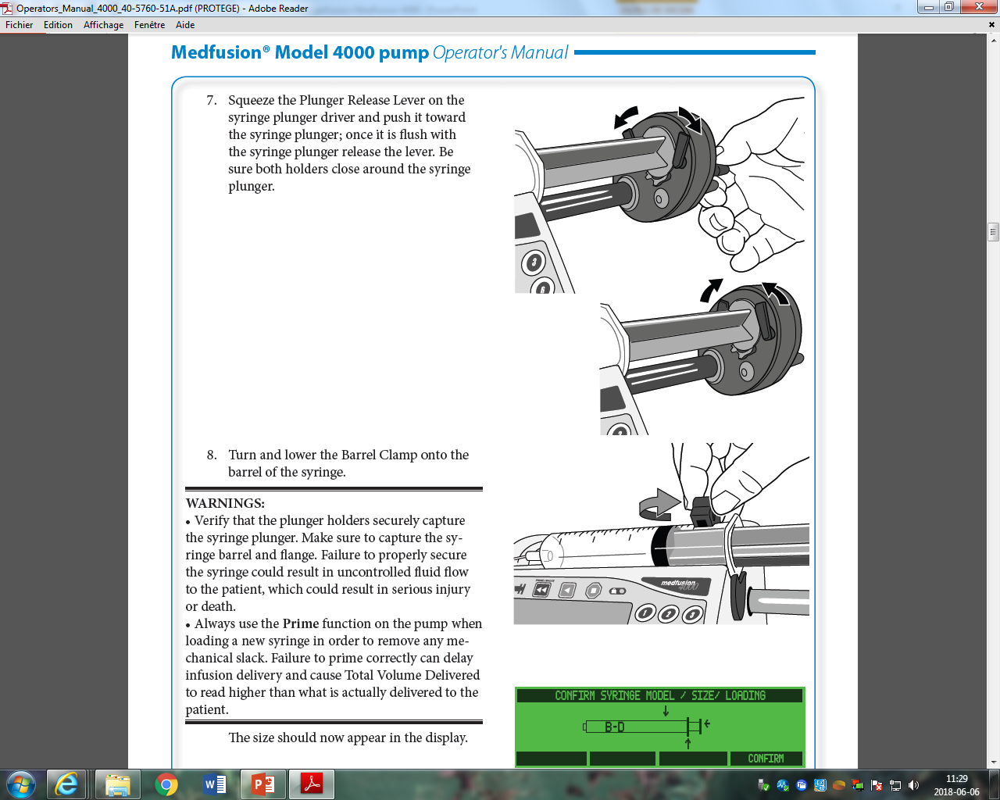 Operators_Manual_4000_40-5760-51A.pdf (PROTEGE) - Adobe Reader
Fichier Edition Affichage Fenêtre Aide
Medfusion® Model 4000 pump Operator's Manual
7. Squeeze the Plunger Release Lever on the
syringe plunger driver and push it toward
the syringe plunger; once it is flush with
the syringe plunger release the lever. Be
sure both holders close around the syringe
plunger.
3
6
3
8. Turn and lower the Barrel Clamp onto the
barrel of the syringe.
WARNINGS:
• Verify that the plunger holders securely capture
the syringe plunger. Make sure to capture the sy-
ringe barrel and flange. Failure to properly secure
the syringe could result in uncontrolled fluid flow
to the patient, which could result in serious injury
or death.
• Always use the Prime function on the pump when
loading a new syringe in order to remove any me-
chanical slack. Failure to prime correctly can delay
infusion delivery and cause Total Volume Delivered
to read higher than what is actually delivered to the
patient.
medfusion
4000
1 2 3
CONFIRM SYRINGE MODEL / SIZE/ LOADING
B-D
CONFIRM
The size should now appear in the display.
11:29
2018-06-06